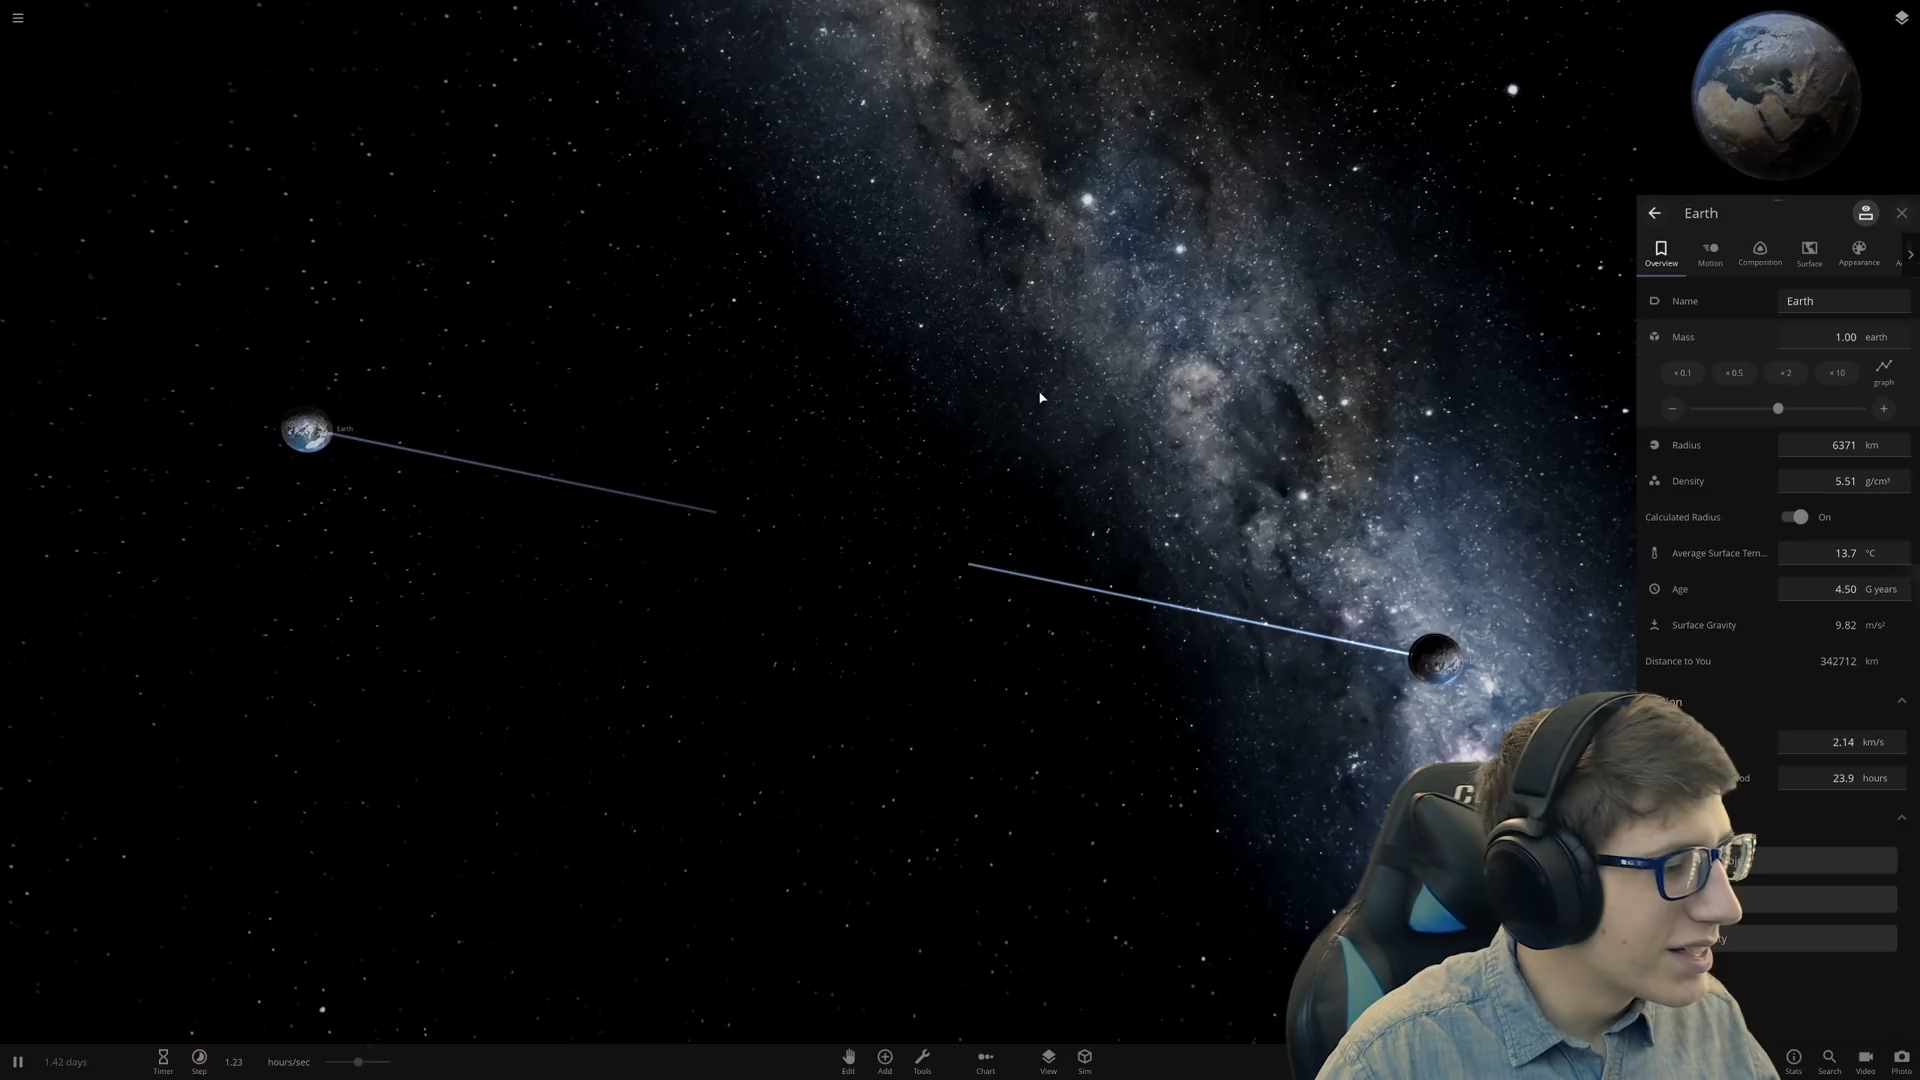 Earth
Overview
Motion
Composition
Surface
Appearance
Name
Earth
Mass
1.00 earth
× 0.1
× 0.5
× 2
× 10
graph
Radius
6371 km
Density
5.51 g/cm³
Calculated Radius
On
Average Surface Tem...
13.7 °C
Age
4.50 G years
Surface Gravity
9.82 m/s²
Distance to You
342712 km
2.14 km/s
23.9 hours
Earth
1.42 days
Timer
Step
1.23 hours/sec
Edit
Add
Tools
Chart
View
Sim
Stats
Search
Video
Photo